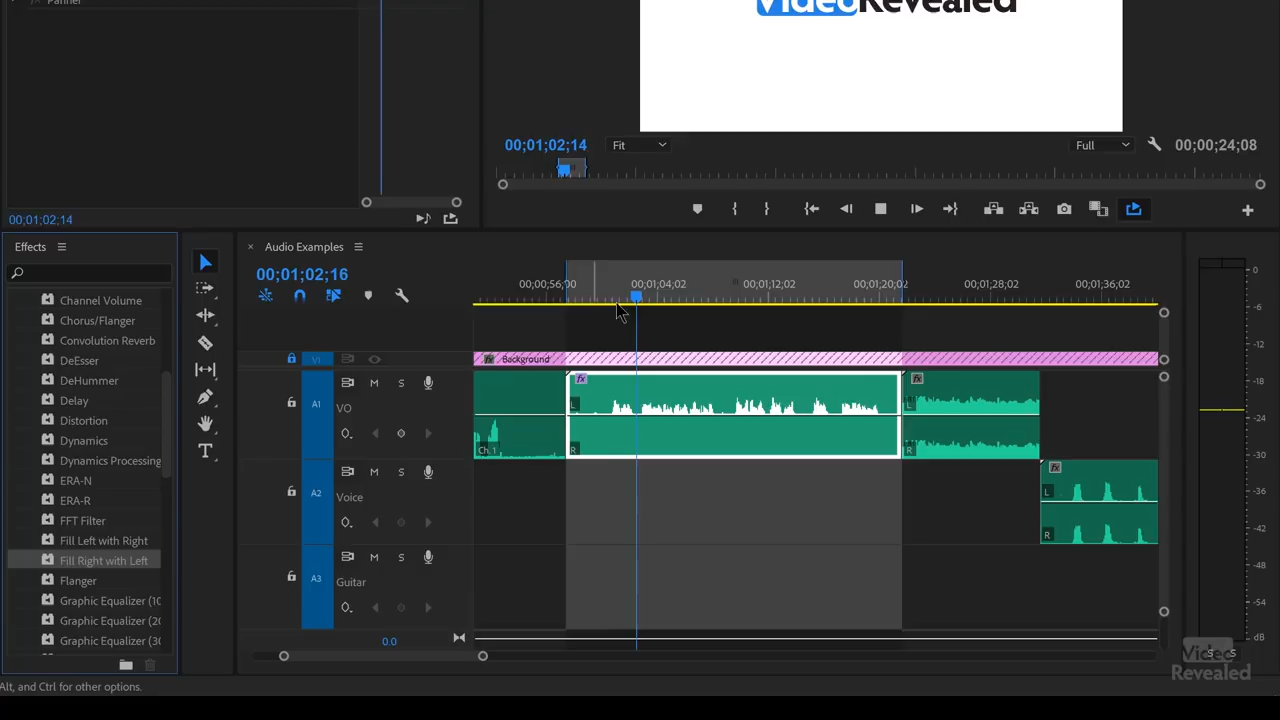 Panner
VideoRevealed
00;01;02;14
Fit
Full
00;00;24;08
00;01;02;14
Effects
Audio Examples
00;01;02;16
00;00;56;00
00;01;04;02
00;01;12;02
00;01;20;02
00;01;28;02
00;01;36;02
Channel Volume
Chorus/Flanger
Convolution Reverb
DeEsser
DeHummer
Delay
Distortion
Dynamics
Dynamics Processing
ERA-N
ERA-R
FFT Filter
Fill Left with Right
Fill Right with Left
Flanger
Graphic Equalizer (10
Graphic Equalizer (20
Graphic Equalizer (30
V1
fx Background
A1
M S
VO
Ch. 1
fx
L
R
fx
L
R
A2
M S
Voice
fx
L
R
A3
M S
Guitar
0.0
0
-6
-12
-18
-24
-30
-36
-42
-48
-54
dB
S S
Video
Revealed
Alt, and Ctrl for other options.